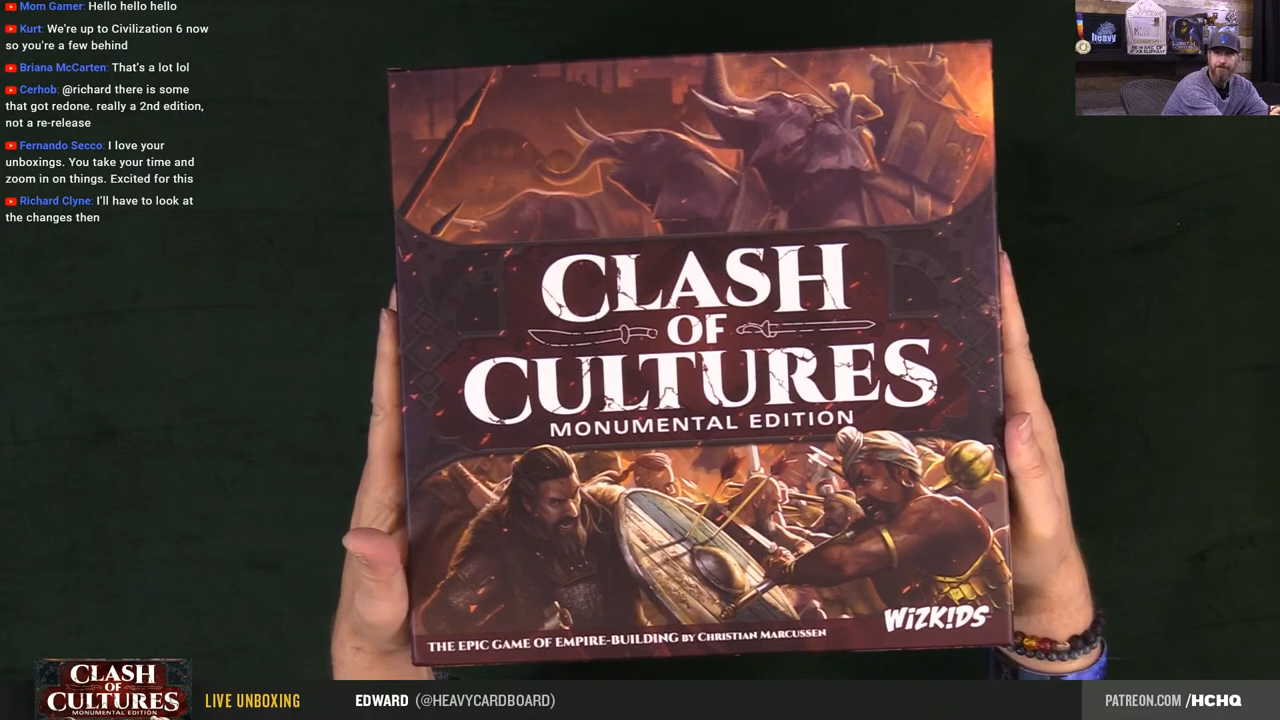 Mom Gamer: Hello hello hello
Kurt: We're up to Civilization 6 now
so you're a few behind
Briana McCarten: That's a lot lol
Cerhob: @richard there is some
that got redone. really a 2nd edition,
not a re-release
Fernando Secco: I love your
unboxings. You take your time and
zoom in on things. Excited for this
Richard Clyne: I'll have to look at
the changes then
heavy
CLASH
OF
CULTURES
MONUMENTAL EDITION
WIZKIDS
THE EPIC GAME OF EMPIRE-BUILDING BY CHRISTIAN MARCUSSEN
CLASH
OF
CULTURES
MONUMENTAL EDITION
LIVE UNBOXING
EDWARD (@HEAVYCARDBOARD)
PATREON.COM/HCHQ